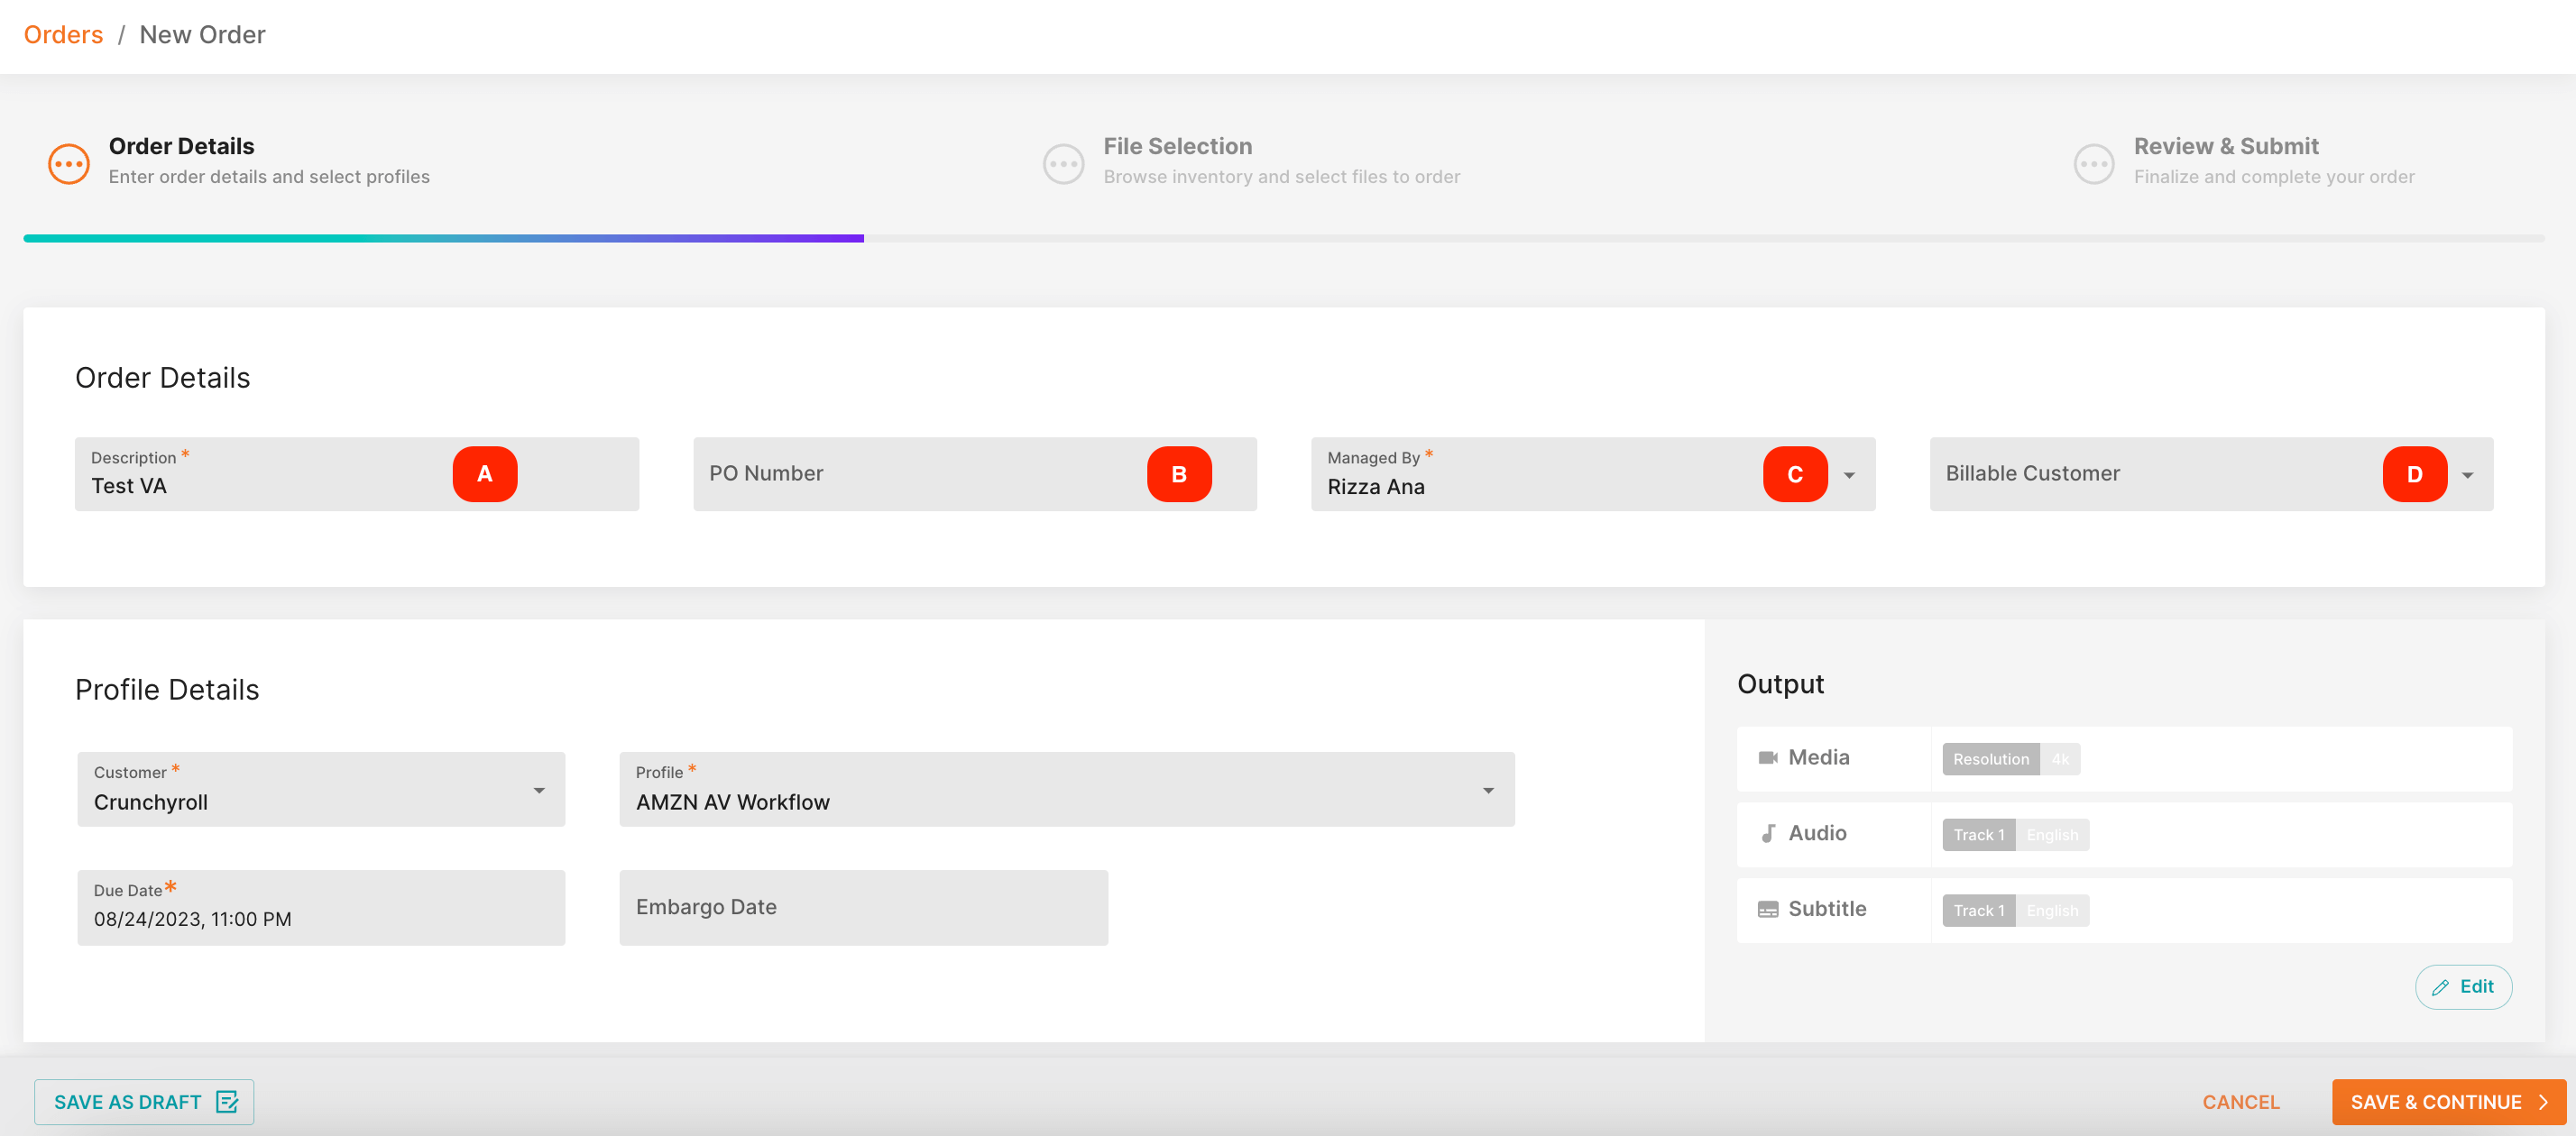 Orders / New Order
Order Details
Enter order details and select profiles
File Selection
Browse inventory and select files to order
Review & Submit
Finalize and complete your order
Order Details
Description *
Test VA
A
PO Number
B
Managed By *
Rizza Ana
C
Billable Customer
D
Profile Details
Customer *
Crunchyroll
Profile *
AMZN AV Workflow
Due Date*
08/24/2023, 11:00 PM
Embargo Date
Output
Media
Resolution 4k
Audio
Track 1 English
Subtitle
Track 1 English
Edit
SAVE AS DRAFT
CANCEL
SAVE & CONTINUE